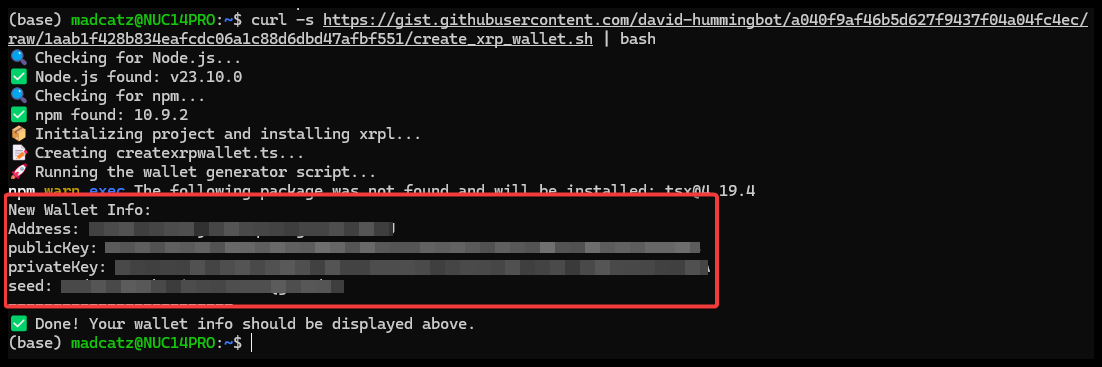 (base) madcatz@NUC14PRO:~$ curl -s https://gist.githubusercontent.com/david-hummingbot/a040f9af46b5d627f9437f04a04fc4ec/
raw/1aab1f428b834eafcdc06a1c88d6dbd47afbf551/create_xrp_wallet.sh | bash
🔍 Checking for Node.js...
✅ Node.js found: v23.10.0
🔍 Checking for npm...
✅ npm found: 10.9.2
📦 Initializing project and installing xrpl...
📝 Creating createxrpwallet.ts...
🚀 Running the wallet generator script...
npm warn exec The following package was not found and will be installed: tsx@4.19.4
New Wallet Info:
Address:
publicKey:
privateKey:
seed:
-------------------------
✅ Done! Your wallet info should be displayed above.
(base) madcatz@NUC14PRO:~$